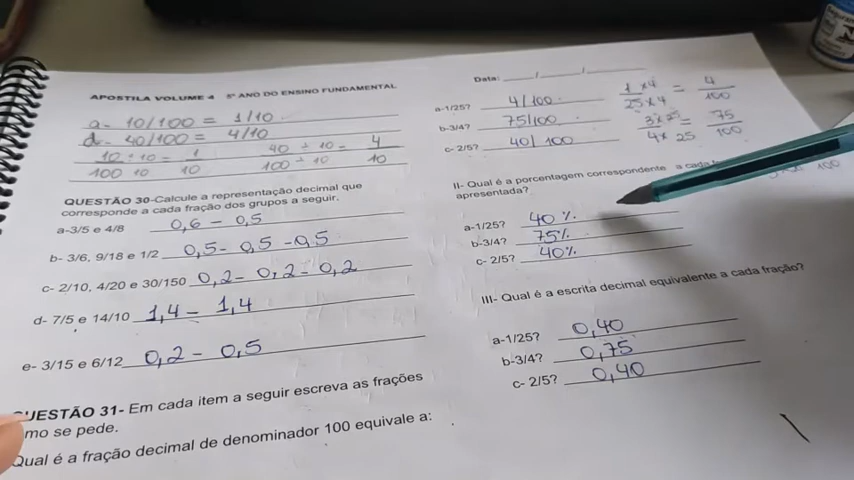 APOSTILA VOLUME 4 5º ANO DO ENSINO FUNDAMENTAL
a- 10/100 = 1/10
d- 40/100 = 4/10
10 ÷ 10 = 1 40 ÷ 10 = 4
100 10 10 100 ÷ 10 10
QUESTÃO 30-Calcule a representação decimal que
corresponde a cada fração dos grupos a seguir.
a-3/5 e 4/8 0,6 - 0,5
b- 3/6, 9/18 e 1/2 0,5- 0,5 -0,5
c- 2/10, 4/20 e 30/150 0,2- 0,2- 0,2
d- 7/5 e 14/10 1,4 - 1,4
e- 3/15 e 6/12 0,2 - 0,5
QUESTÃO 31- Em cada item a seguir escreva as frações
mo se pede.
Qual é a fração decimal de denominador 100 equivale a:
Data: ____/____/____
a-1/25? 4/100
b-3/4? 75/100
c- 2/5? 40/100
1 x4 = 4
25 x4 100
3 x 25 = 75
4 x 25 100
II- Qual é a porcentagem correspondente a cada
apresentada?
a-1/25? 40 %
b-3/4? 75%
c- 2/5? 40%
III- Qual é a escrita decimal equivalente a cada fração?
a-1/25? 0,40
b-3/4? 0,75
c- 2/5? 0,40